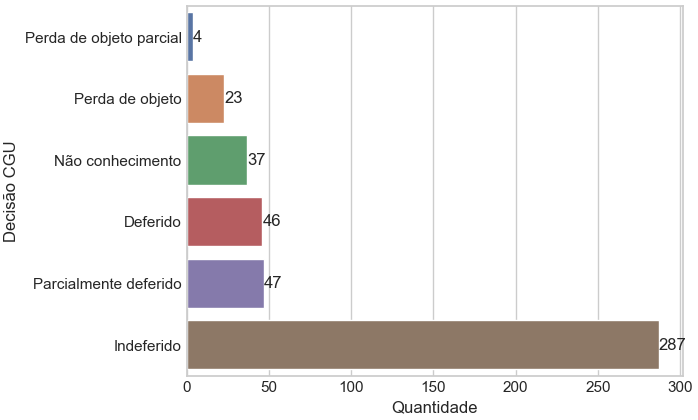 Decisão CGU
Perda de objeto parcial 4
Perda de objeto 23
Não conhecimento 37
Deferido 46
Parcialmente deferido 47
Indeferido 287
0 50 100 150 200 250 300
Quantidade